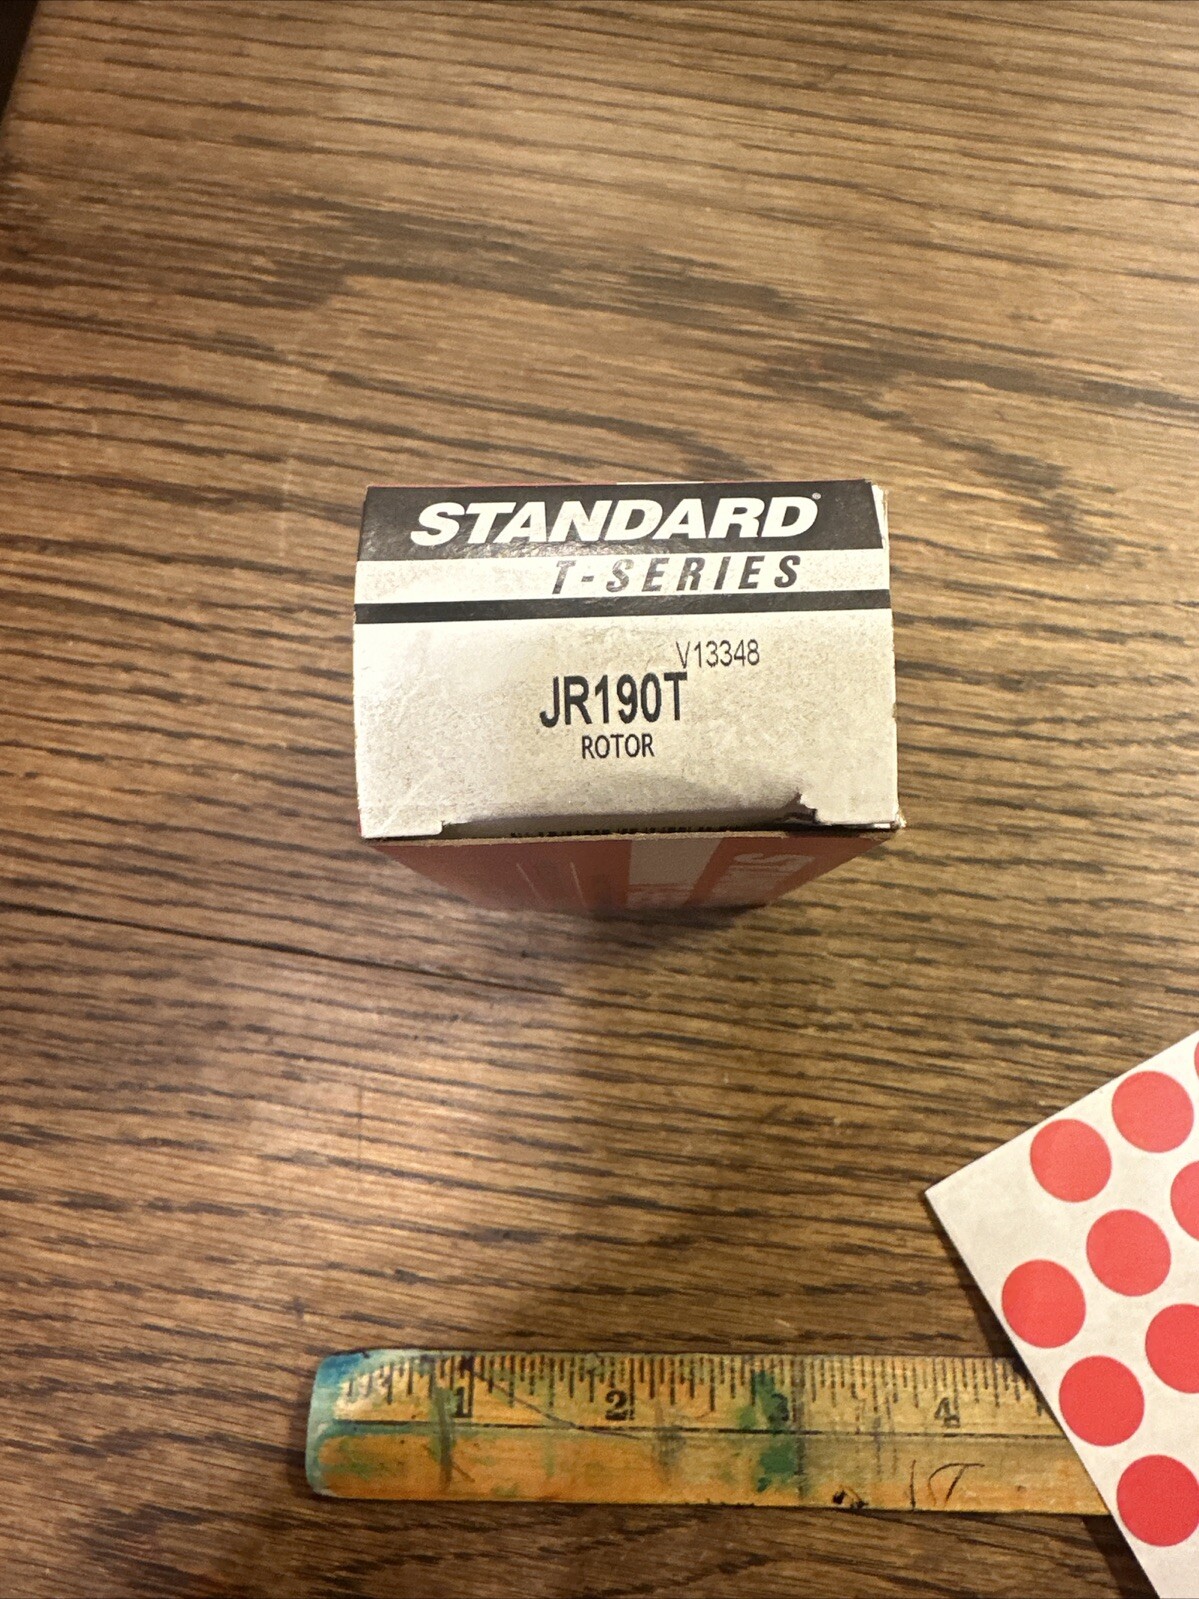 STANDARD®
T-SERIES
V13348
JR190T
ROTOR
1 2 3 4